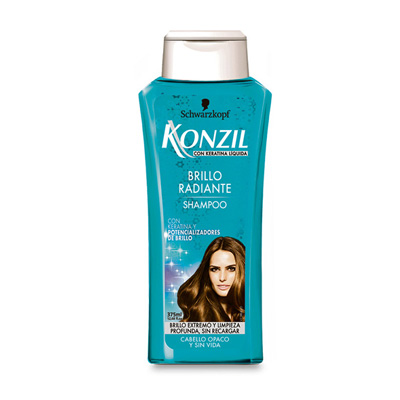 Schwarzkopf
KONZIL
CON KERATINA LÍQUIDA
BRILLO
RADIANTE
SHAMPOO
CON
KERATINA Y
POTENCIALIZADORES
DE BRILLO
375ml
BRILLO EXTREMO Y LIMPIEZA
PROFUNDA, SIN RECARGAR
CABELLO OPACO
Y SIN VIDA